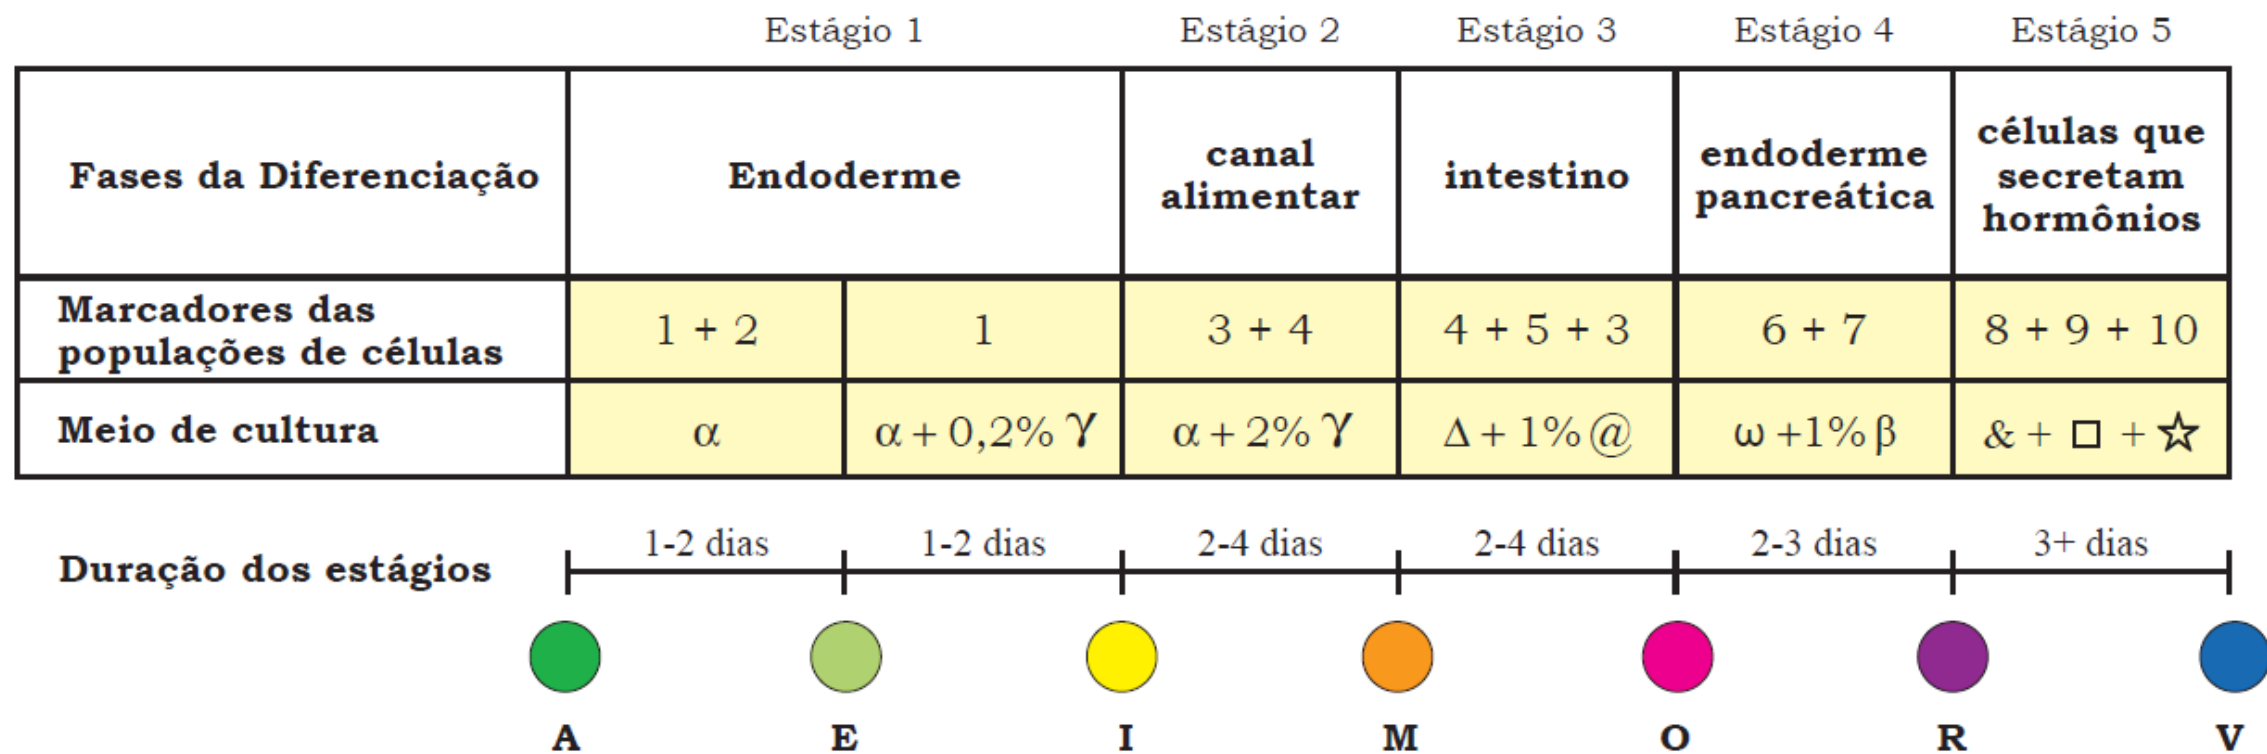 Estágio 1 Estágio 2 Estágio 3 Estágio 4 Estágio 5
Fases da Diferenciação
Endoderme
canal
alimentar
intestino
endoderme
pancreática
células que
secretam
hormônios
Marcadores das
populações de células
1 + 2
1
3 + 4
4 + 5 + 3
6 + 7
8 + 9 + 10
Meio de cultura
α
α + 0,2% γ
α + 2% γ
Δ + 1% @
ω +1% β
& + □ + ☆
Duração dos estágios
1-2 dias 1-2 dias 2-4 dias 2-4 dias 2-3 dias 3+ dias
A E I M O R V